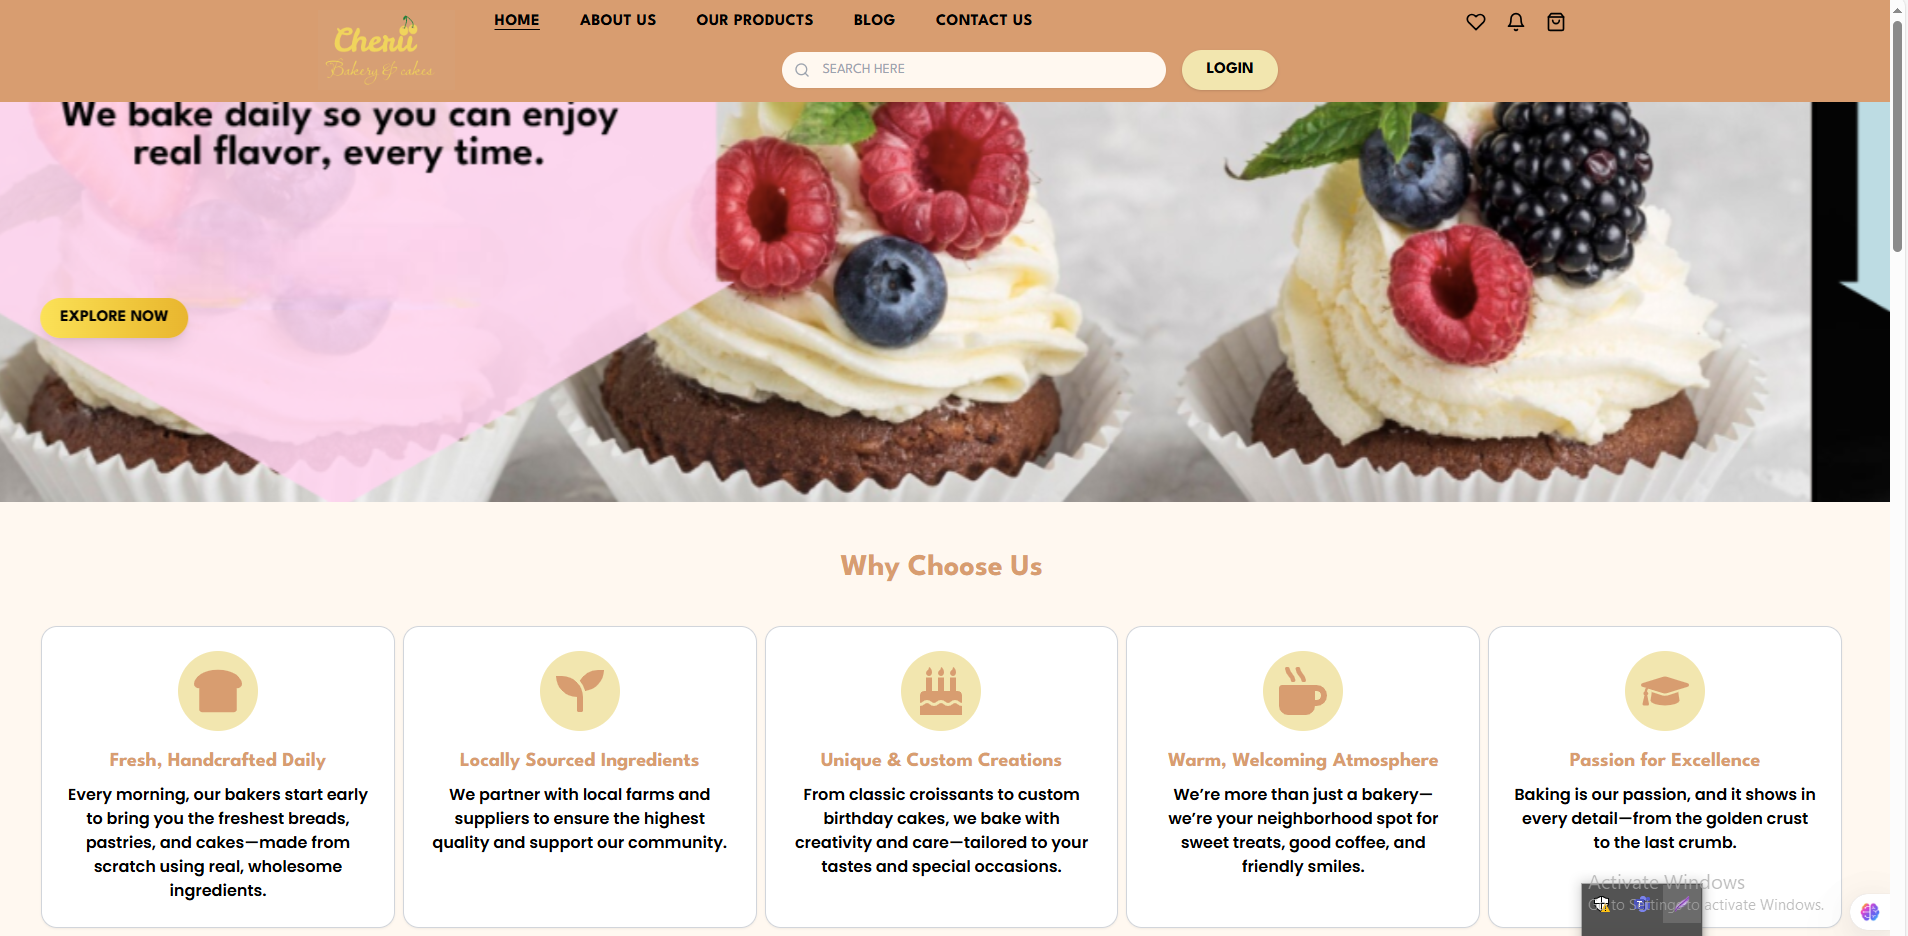 Cherii
Bakery & cakes
HOME ABOUT US OUR PRODUCTS BLOG CONTACT US
SEARCH HERE
LOGIN
We bake daily so you can enjoy
real flavor, every time.
EXPLORE NOW
Why Choose Us
Fresh, Handcrafted Daily
Every morning, our bakers start early
to bring you the freshest breads,
pastries, and cakes—made from
scratch using real, wholesome
ingredients.
Locally Sourced Ingredients
We partner with local farms and
suppliers to ensure the highest
quality and support our community.
Unique & Custom Creations
From classic croissants to custom
birthday cakes, we bake with
creativity and care—tailored to your
tastes and special occasions.
Warm, Welcoming Atmosphere
We’re more than just a bakery—
we’re your neighborhood spot for
sweet treats, good coffee, and
friendly smiles.
Passion for Excellence
Baking is our passion, and it shows in
every detail—from the golden crust
to the last crumb.
Activate Windows
Go to Settings to activate Windows.